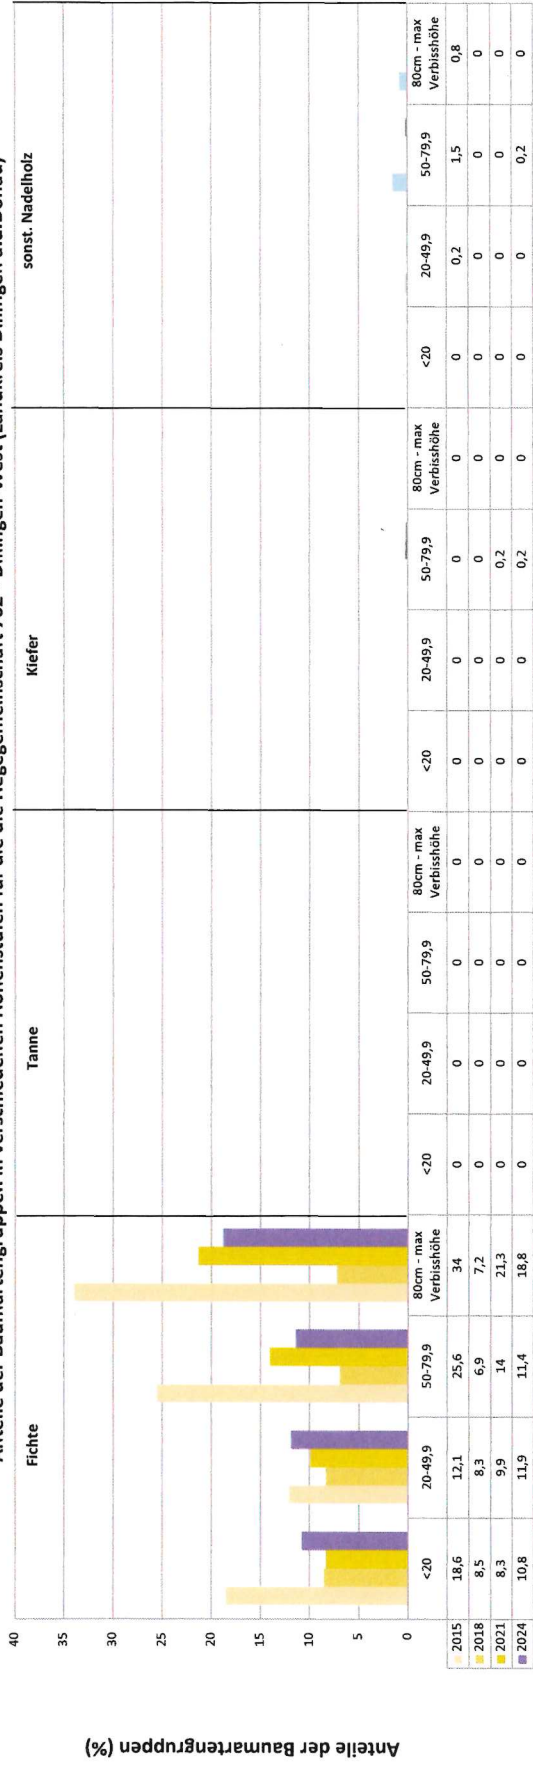 Anteile der Baumartengruppen in verschiedenen Höhenstufen für die die Hegegemeinschaft - Dillingen-West (Landkreis Dillingen a.d.Donau)
Anteile der Baumartengruppen (%)
40
35
30
25
20
15
10
5
0
Fichte Tanne Kiefer sonst. Nadelholz
<20 20-49,9 50-79,9 80cm - max <20 20-49,9 50-79,9 80cm - max <20 20-49,9 50-79,9 80cm - max <20 20-49,9 50-79,9 80cm - max
Verbisshöhe Verbisshöhe Verbisshöhe Verbisshöhe
2015 18,6 12,1 25,6 34 0 0 0 0 0 0 0 0 0 0,2 1,5 0,8
2018 8,5 8,3 6,9 7,2 0 0 0 0 0 0 0 0 0 0 0 0
2021 8,3 9,9 14 21,3 0 0 0 0 0 0 0,2 0 0 0 0 0
2024 10,8 11,9 11,4 18,8 0 0 0 0 0 0 0,2 0 0 0 0,2 0